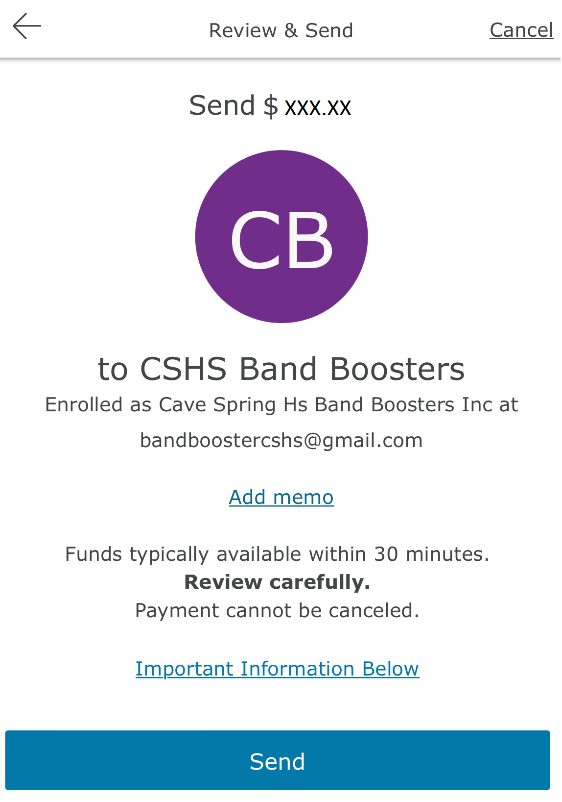 Review & Send
Cancel
Send $ xxx.xx
CB
to CSHS Band Boosters
Enrolled as Cave Spring Hs Band Boosters Inc at
bandboostercshs@gmail.com
Add memo
Funds typically available within 30 minutes.
Review carefully.
Payment cannot be canceled.
Important Information Below
Send